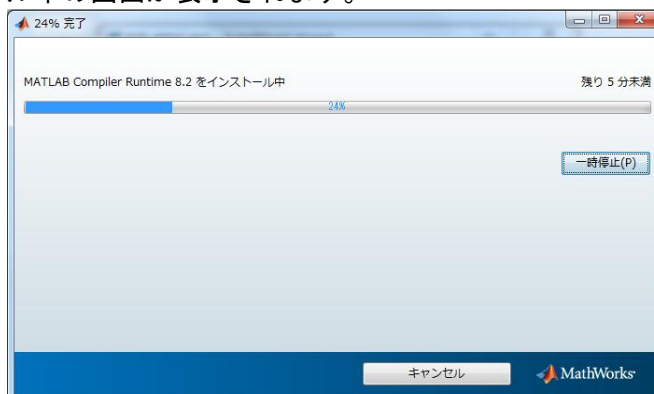 の画面が表示されます。
24% 完了
MATLAB Compiler Runtime 8.2 をインストール中
残り 5 分未満
24%
一時停止(P)
キャンセル
MathWorks